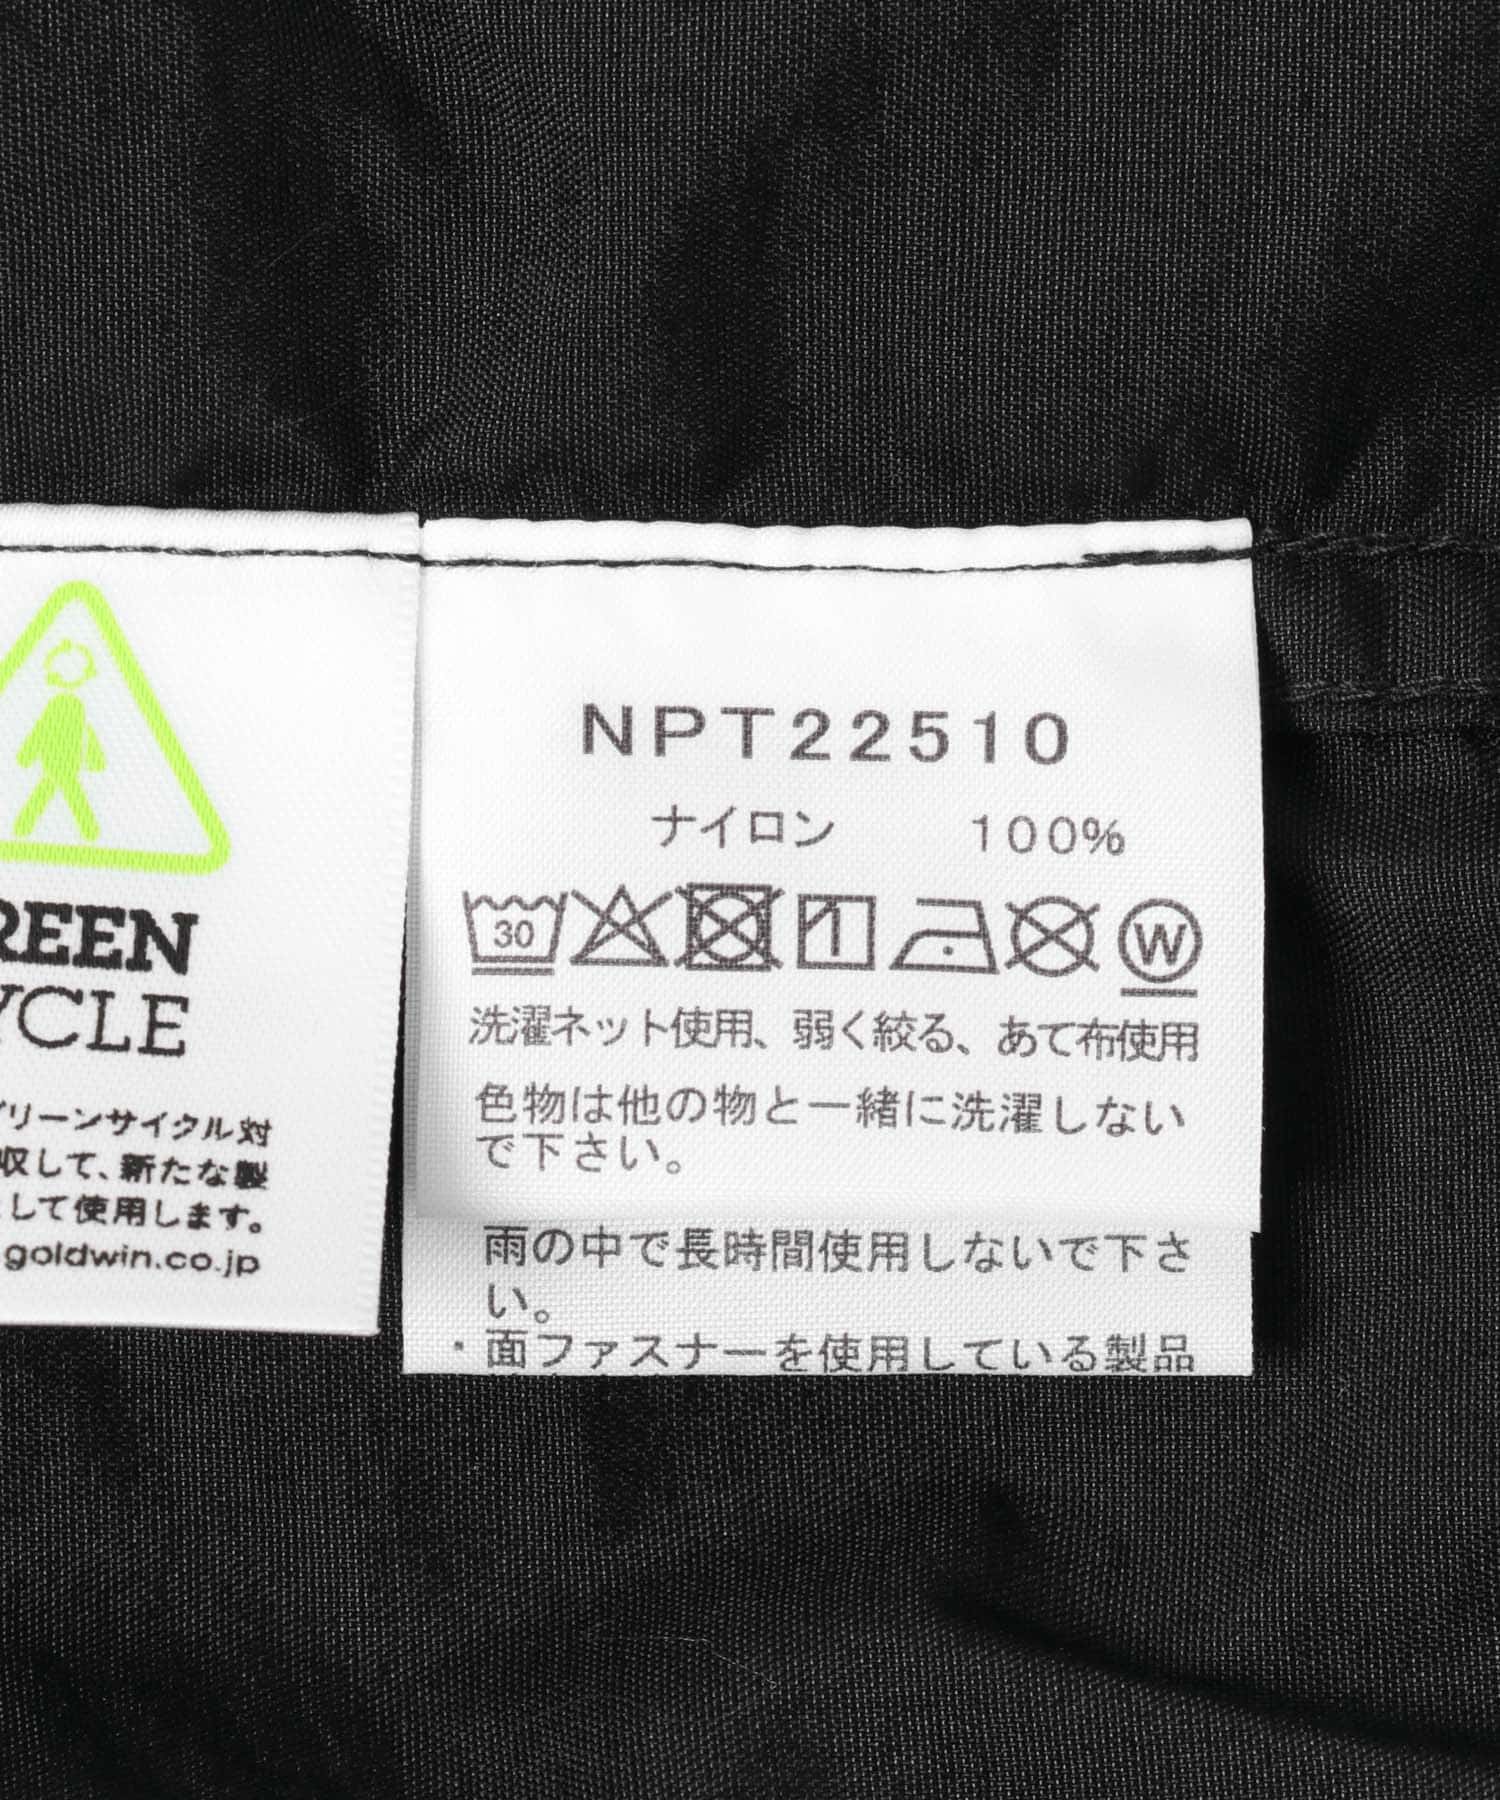 REEN
YCLE
リーンサイクル対
収して、新たな製
して使用します。
goldwin.co.jp
NPT22510
ナイロン 100%
30
W
洗濯ネット使用、弱く絞る、あて布使用
色物は他の物と一緒に洗濯しない
で下さい。
雨の中で長時間使用しないで下さ
い。
・面ファスナーを使用している製品